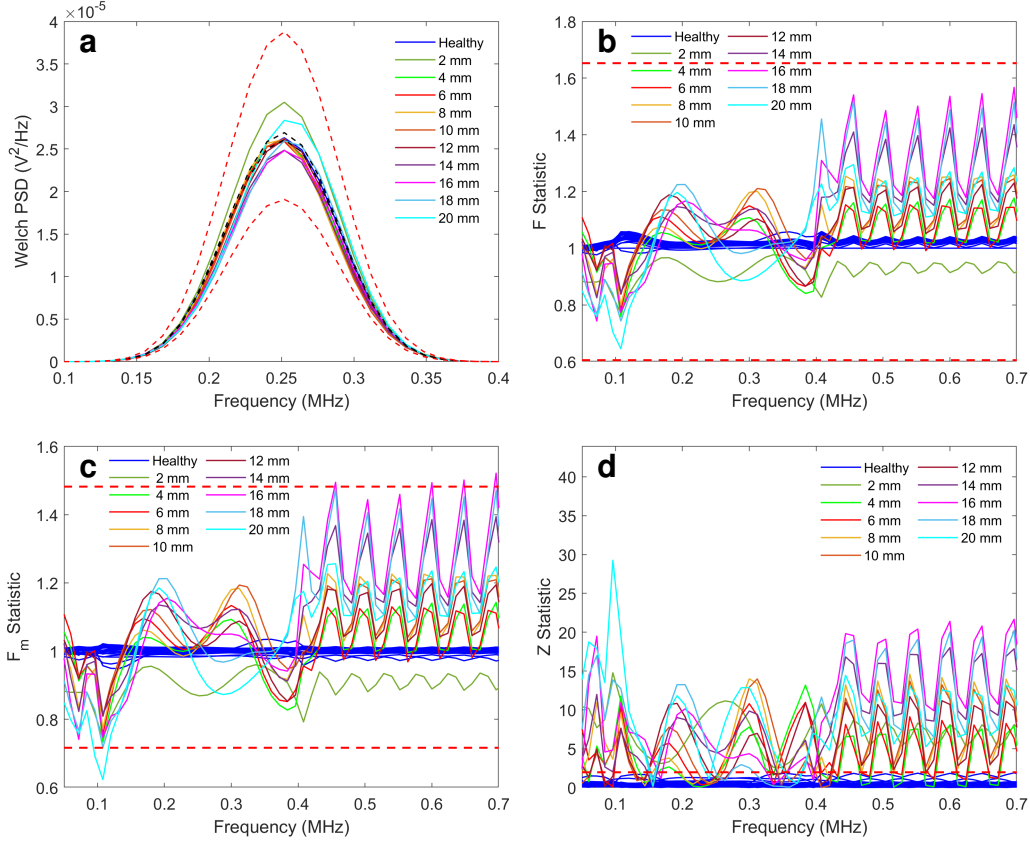 a
×10⁻⁵
4
3.5
3
2.5
2
1.5
1
0.5
0
Welch PSD (V²/Hz)
0.1 0.15 0.2 0.25 0.3 0.35 0.4
Frequency (MHz)
Healthy
2 mm
4 mm
6 mm
8 mm
10 mm
12 mm
14 mm
16 mm
18 mm
20 mm
b
1.8
1.6
1.4
1.2
1
0.8
0.6
F Statistic
0.1 0.2 0.3 0.4 0.5 0.6 0.7
Frequency (MHz)
Healthy
2 mm
4 mm
6 mm
8 mm
12 mm
14 mm
16 mm
18 mm
20 mm
10 mm
c
1.6
1.4
1.2
1
0.8
0.6
Fₘ Statistic
0.1 0.2 0.3 0.4 0.5 0.6 0.7
Frequency (MHz)
Healthy
2 mm
4 mm
6 mm
8 mm
10 mm
12 mm
14 mm
16 mm
18 mm
20 mm
d
40
35
30
25
20
15
10
5
0
Z Statistic
0.1 0.2 0.3 0.4 0.5 0.6 0.7
Frequency (MHz)
Healthy
2 mm
4 mm
6 mm
8 mm
12 mm
14 mm
16 mm
18 mm
20 mm
10 mm